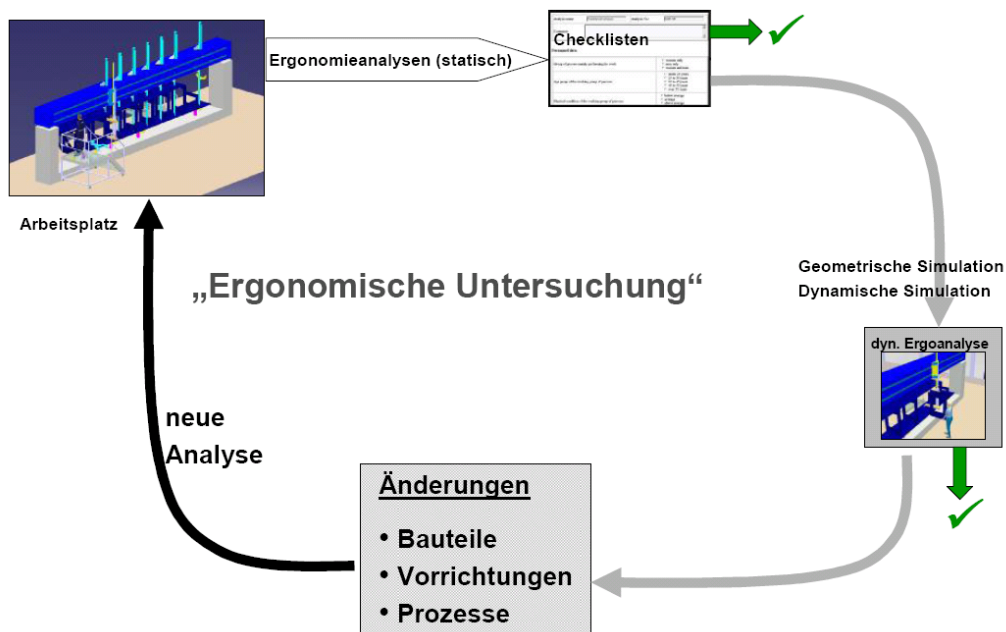 Ergonomieanalysen (statisch)
Checklisten
Arbeitsplatz
„Ergonomische Untersuchung“
Geometrische Simulation
Dynamische Simulation
dyn. Ergoanalyse
neue
Analyse
Änderungen
• Bauteile
• Vorrichtungen
• Prozesse